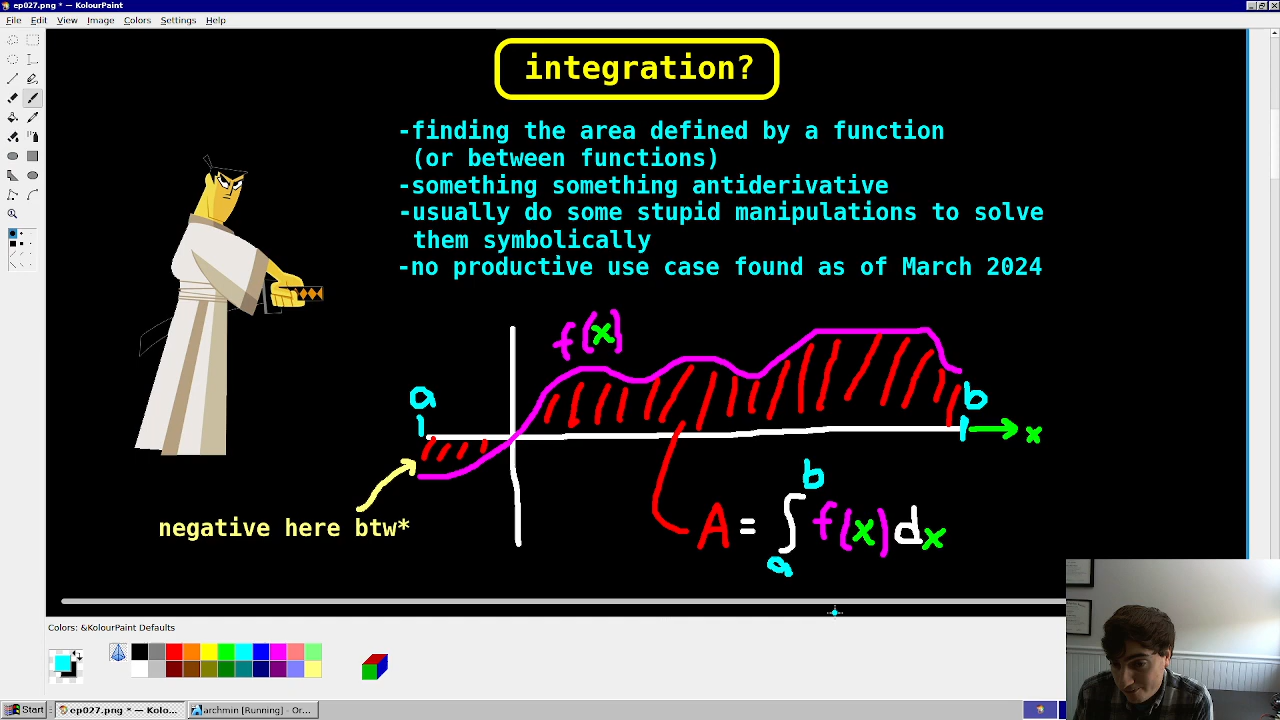 ep027.png * — KolourPaint
File Edit View Image Colors Settings Help
integration?
-finding the area defined by a function
(or between functions)
-something something antiderivative
-usually do some stupid manipulations to solve
them symbolically
-no productive use case found as of March 2024
f(x)
a
b
x
b
A = ∫ f(x) dx
a
negative here btw*
Colors: &KolourPaint Defaults
Start
ep027.png * — Kolo...
archmin [Running] - Or...